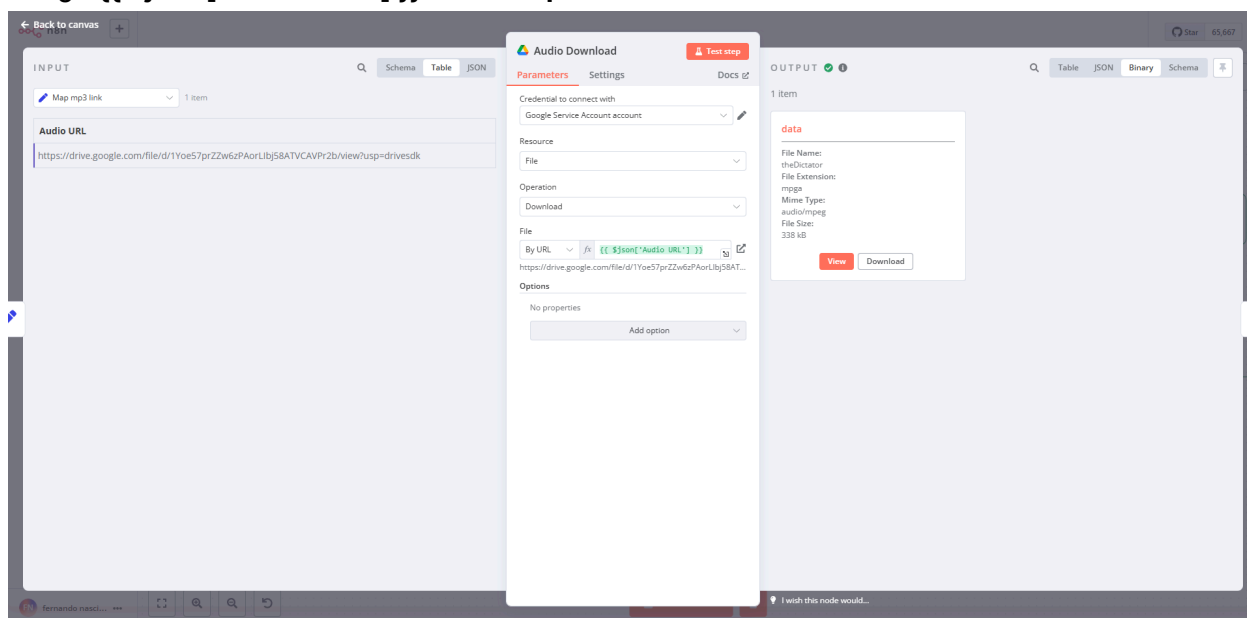 Back to canvas
n8n
Star 65,667
INPUT
Schema Table JSON
Map mp3 link
1 item
Audio URL
https://drive.google.com/file/d/1Yoe57prZZw6zPAorLIbj58ATVCAVPr2b/view?usp=drivesdk
Audio Download
Test step
Parameters Settings Docs
Credential to connect with
Google Service Account account
Resource
File
Operation
Download
File
By URL fx {{ $json['Audio URL'] }}
https://drive.google.com/file/d/1Yoe57prZZw6zPAorLIbj58AT...
Options
No properties
Add option
OUTPUT
Table JSON Binary Schema
1 item
data
File Name:
theDictator
File Extension:
mpga
Mime Type:
audio/mpeg
File Size:
338 kB
View Download
fernando nasci... •••
I wish this node would...